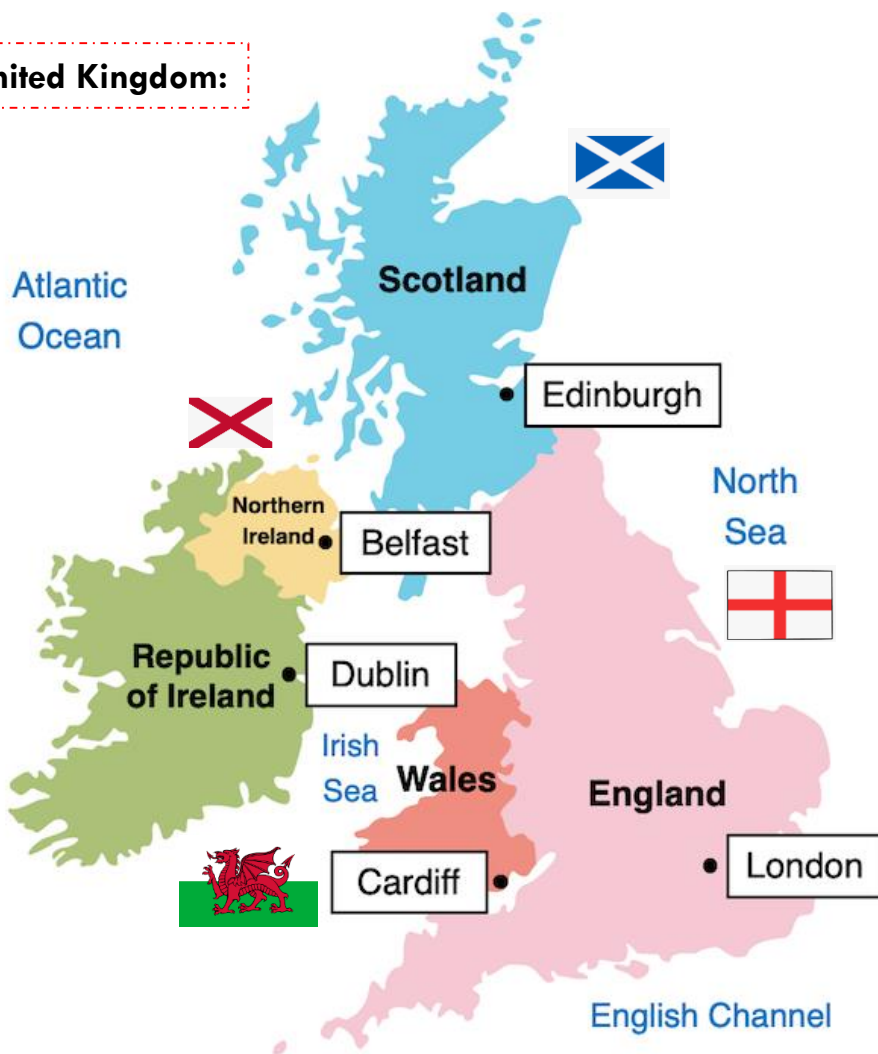 nited Kingdom:
Scotland
Atlantic
Ocean
Edinburgh
North
Sea
Northern
Ireland
Belfast
Republic
of Ireland
Dublin
Irish
Sea
Wales
England
Cardiff
London
English Channel